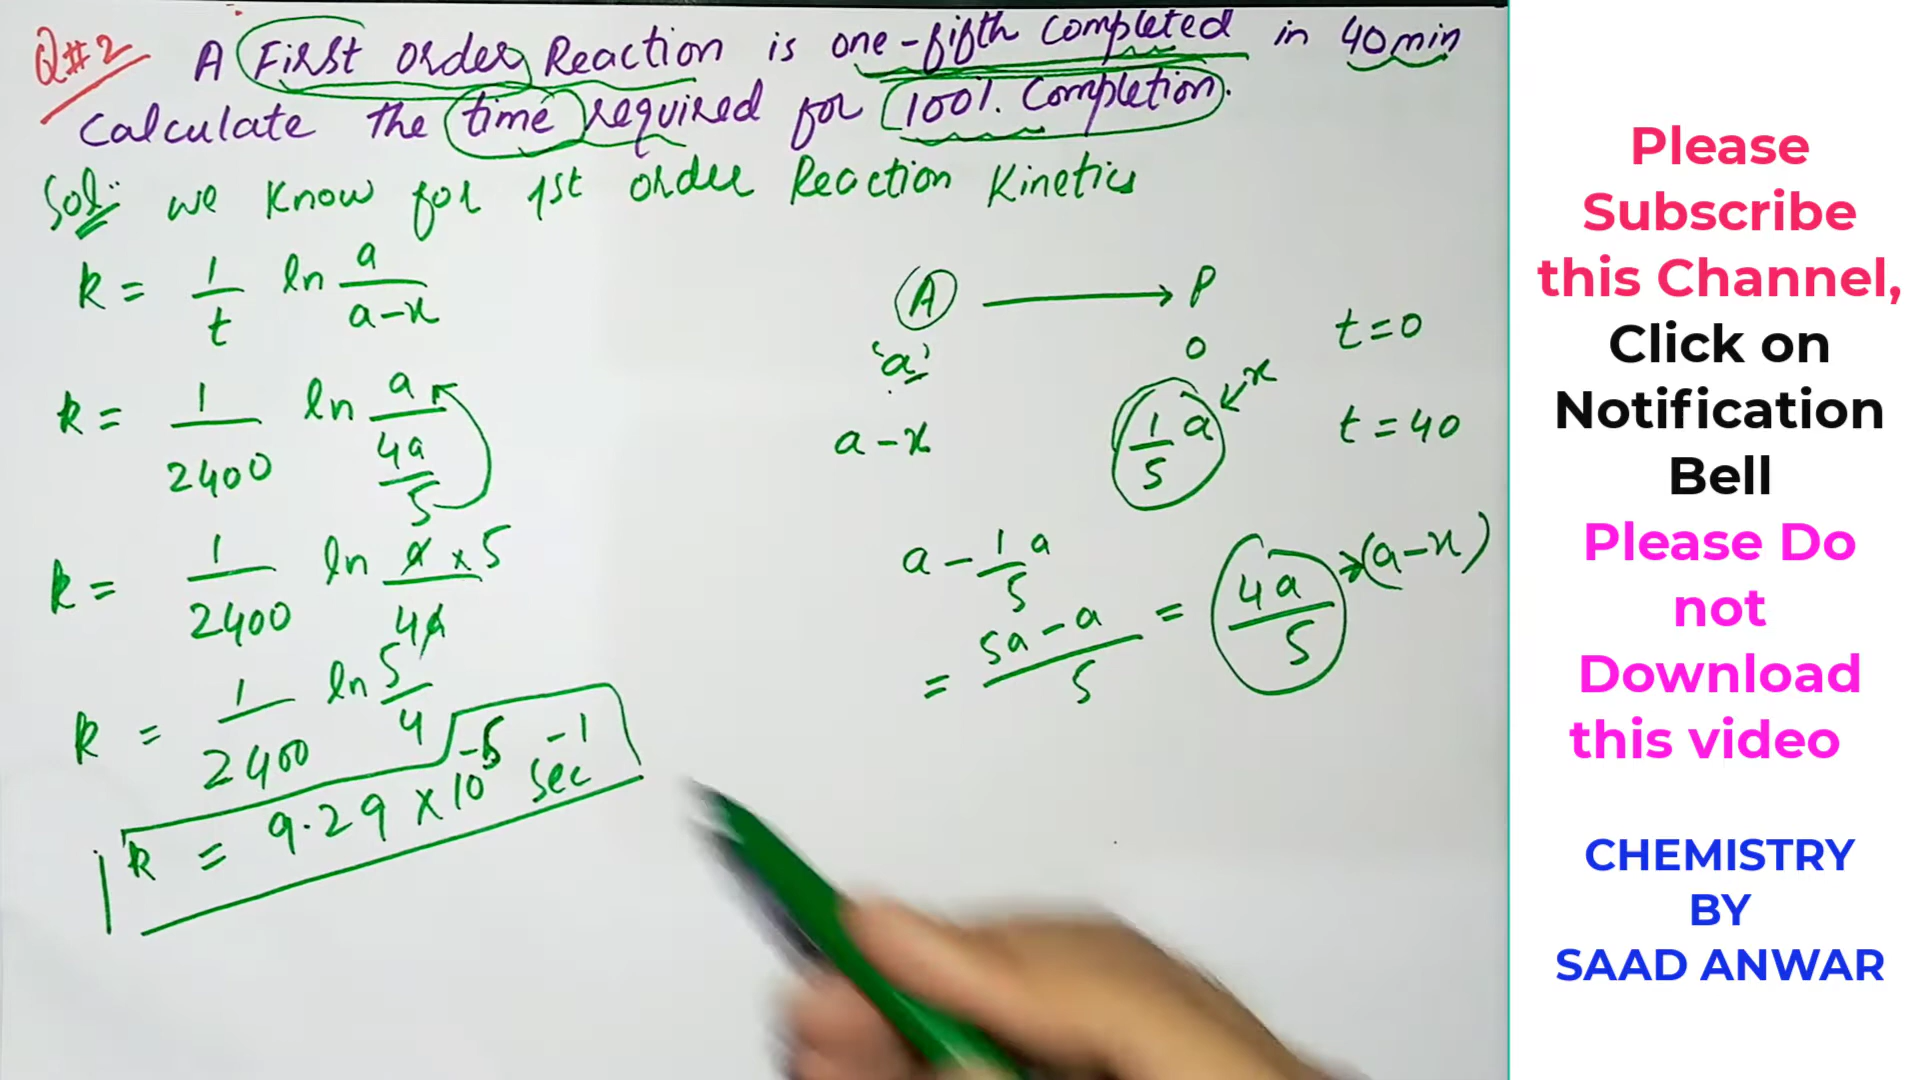 Q#2 A First order Reaction is one-fifth Completed in 40min
Calculate the time required for 100%. Completion.
Sol: we Know for 1st order Reaction Kinetics
k = 1/t ln a/a-x
A → P
'a' 0 t=0
k = 1/2400 ln a/4a/5
a-x 1/5 a x t=40
k = 1/2400 ln a×5/4a
a - 1/5 a
= 5a-a/5 = 4a/5 → (a-x)
k = 1/2400 ln 5/4
k = 9.29 × 10^-5 sec^-1
Please
Subscribe
this Channel,
Click on
Notification
Bell
Please Do
not
Download
this video
CHEMISTRY
BY
SAAD ANWAR